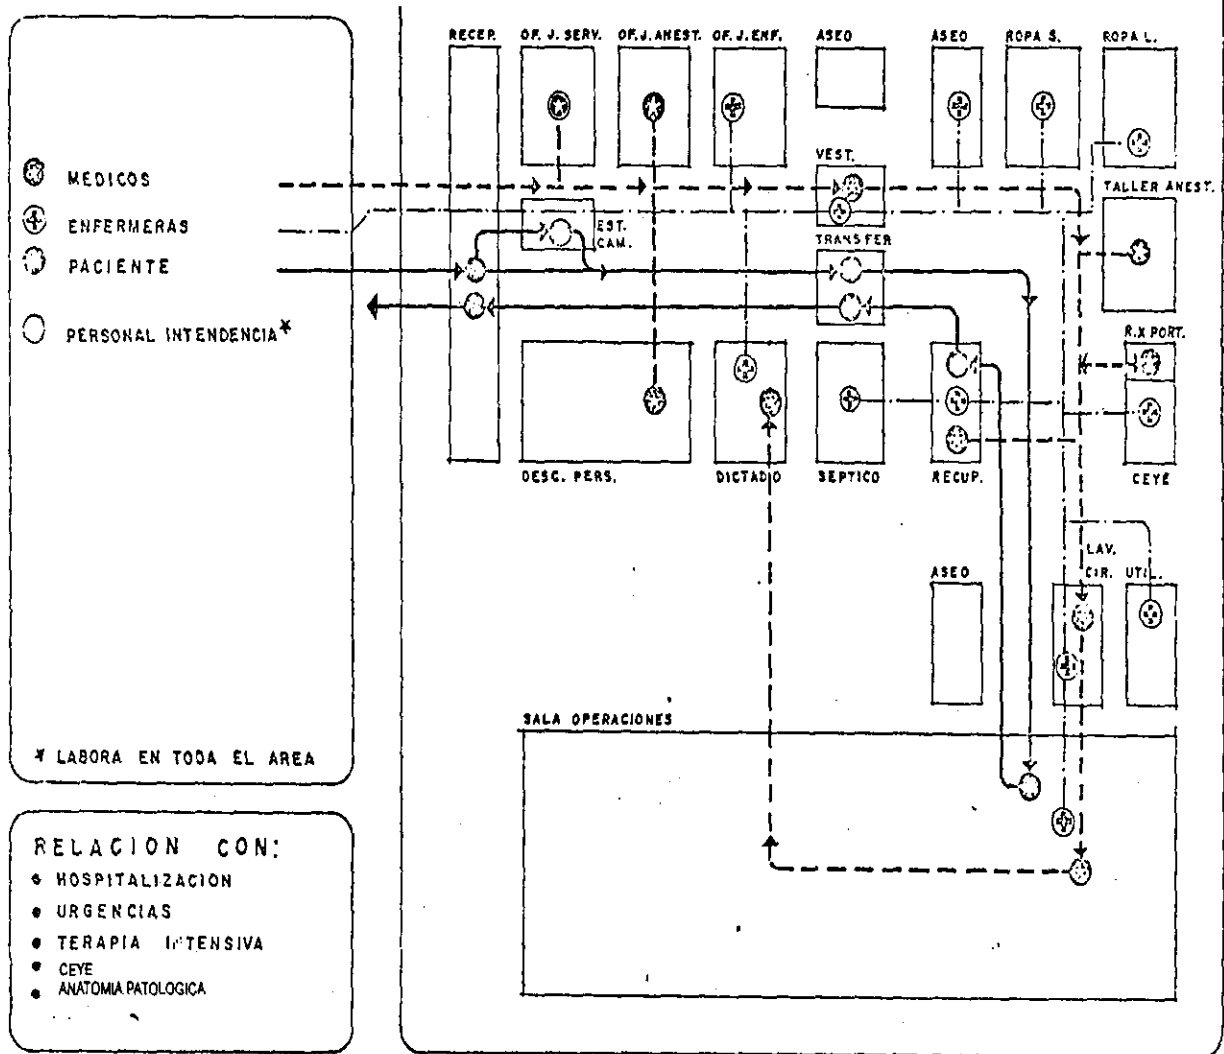 RECEP. OF. J. SERV. OF. J. ANEST. OF. J. ENF. ASEO ASEO ROPA S. ROPA L.
VEST.
MEDICOS
TALLER ANEST.
ENFERMERAS
EST.
CAM.
TRANSFER
PACIENTE
PERSONAL INTENDENCIA*
R.X PORT.
DESC. PERS. DICTADO SEPTICO RECUP. CEYE
LAV.
ASEO CIR. UTIL.
SALA OPERACIONES
* LABORA EN TODA EL AREA
RELACION CON:
• HOSPITALIZACION
• URGENCIAS
• TERAPIA INTENSIVA
• CEYE
• ANATOMIA PATOLOGICA